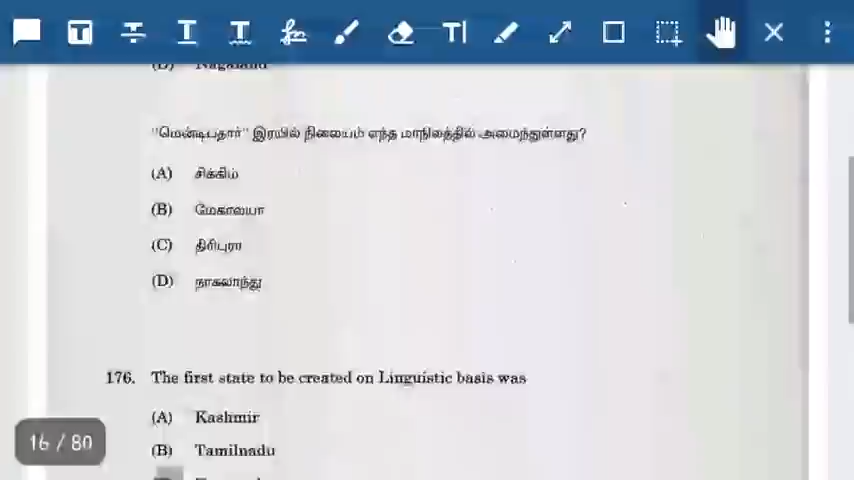 (D) Nagaland
"மெண்டிபதார்" இரயில் நிலையம் எந்த மாநிலத்தில் அமைந்துள்ளது?
(A) சிக்கிம்
(B) மேகாலயா
(C) திரிபுரா
(D) நாகலாந்து
176. The first state to be created on Linguistic basis was
(A) Kashmir
16 / 80
(B) Tamilnadu